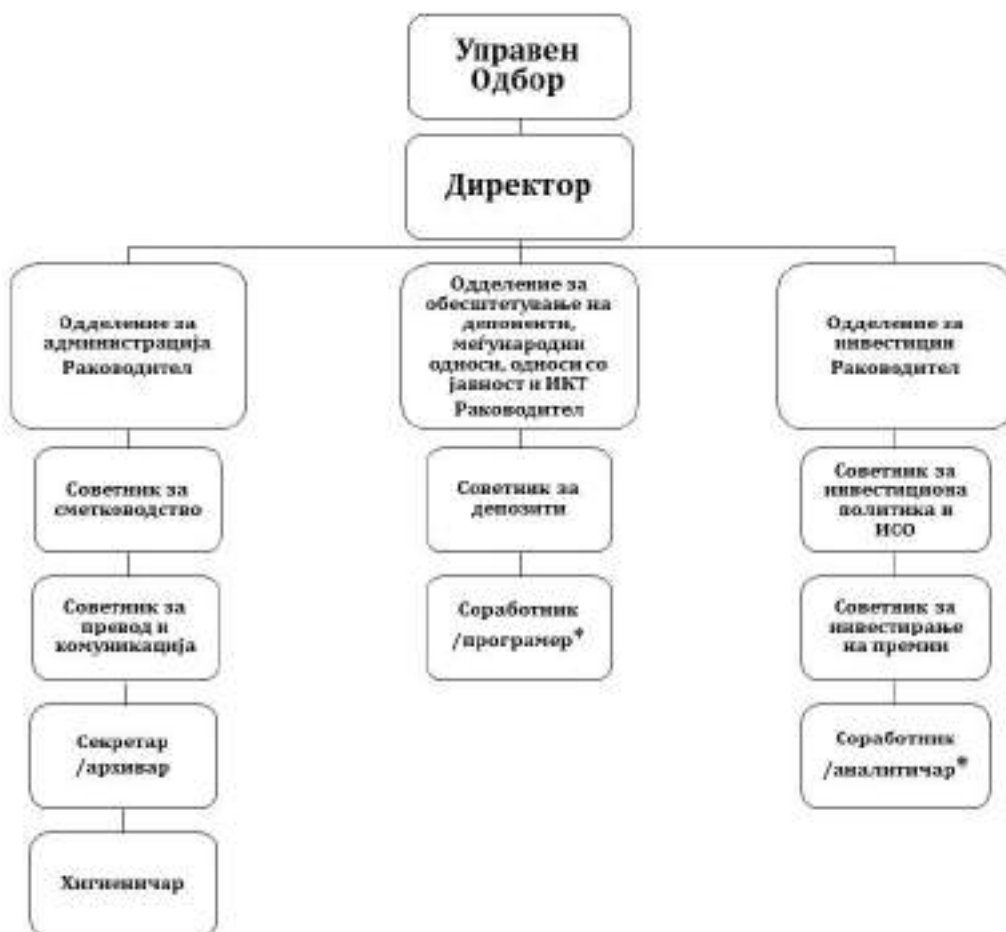 Управен
Одбор
Директор
Одделение за
администрација
Раководител
Одделение за
обесштетување на
депоненти,
меѓународни
односи, односи со
јавност и ИКТ
Раководител
Одделение за
инвестиции
Раководител
Советник за
сметководство
Советник за
депозити
Советник за
инвестициона
политика и
ИСО
Советник за
превод и
комуникација
Соработник
/програмер*
Советник за
инвестирање
на премии
Секретар
/архивар
Соработник
/аналитичар*
Хигиеничар